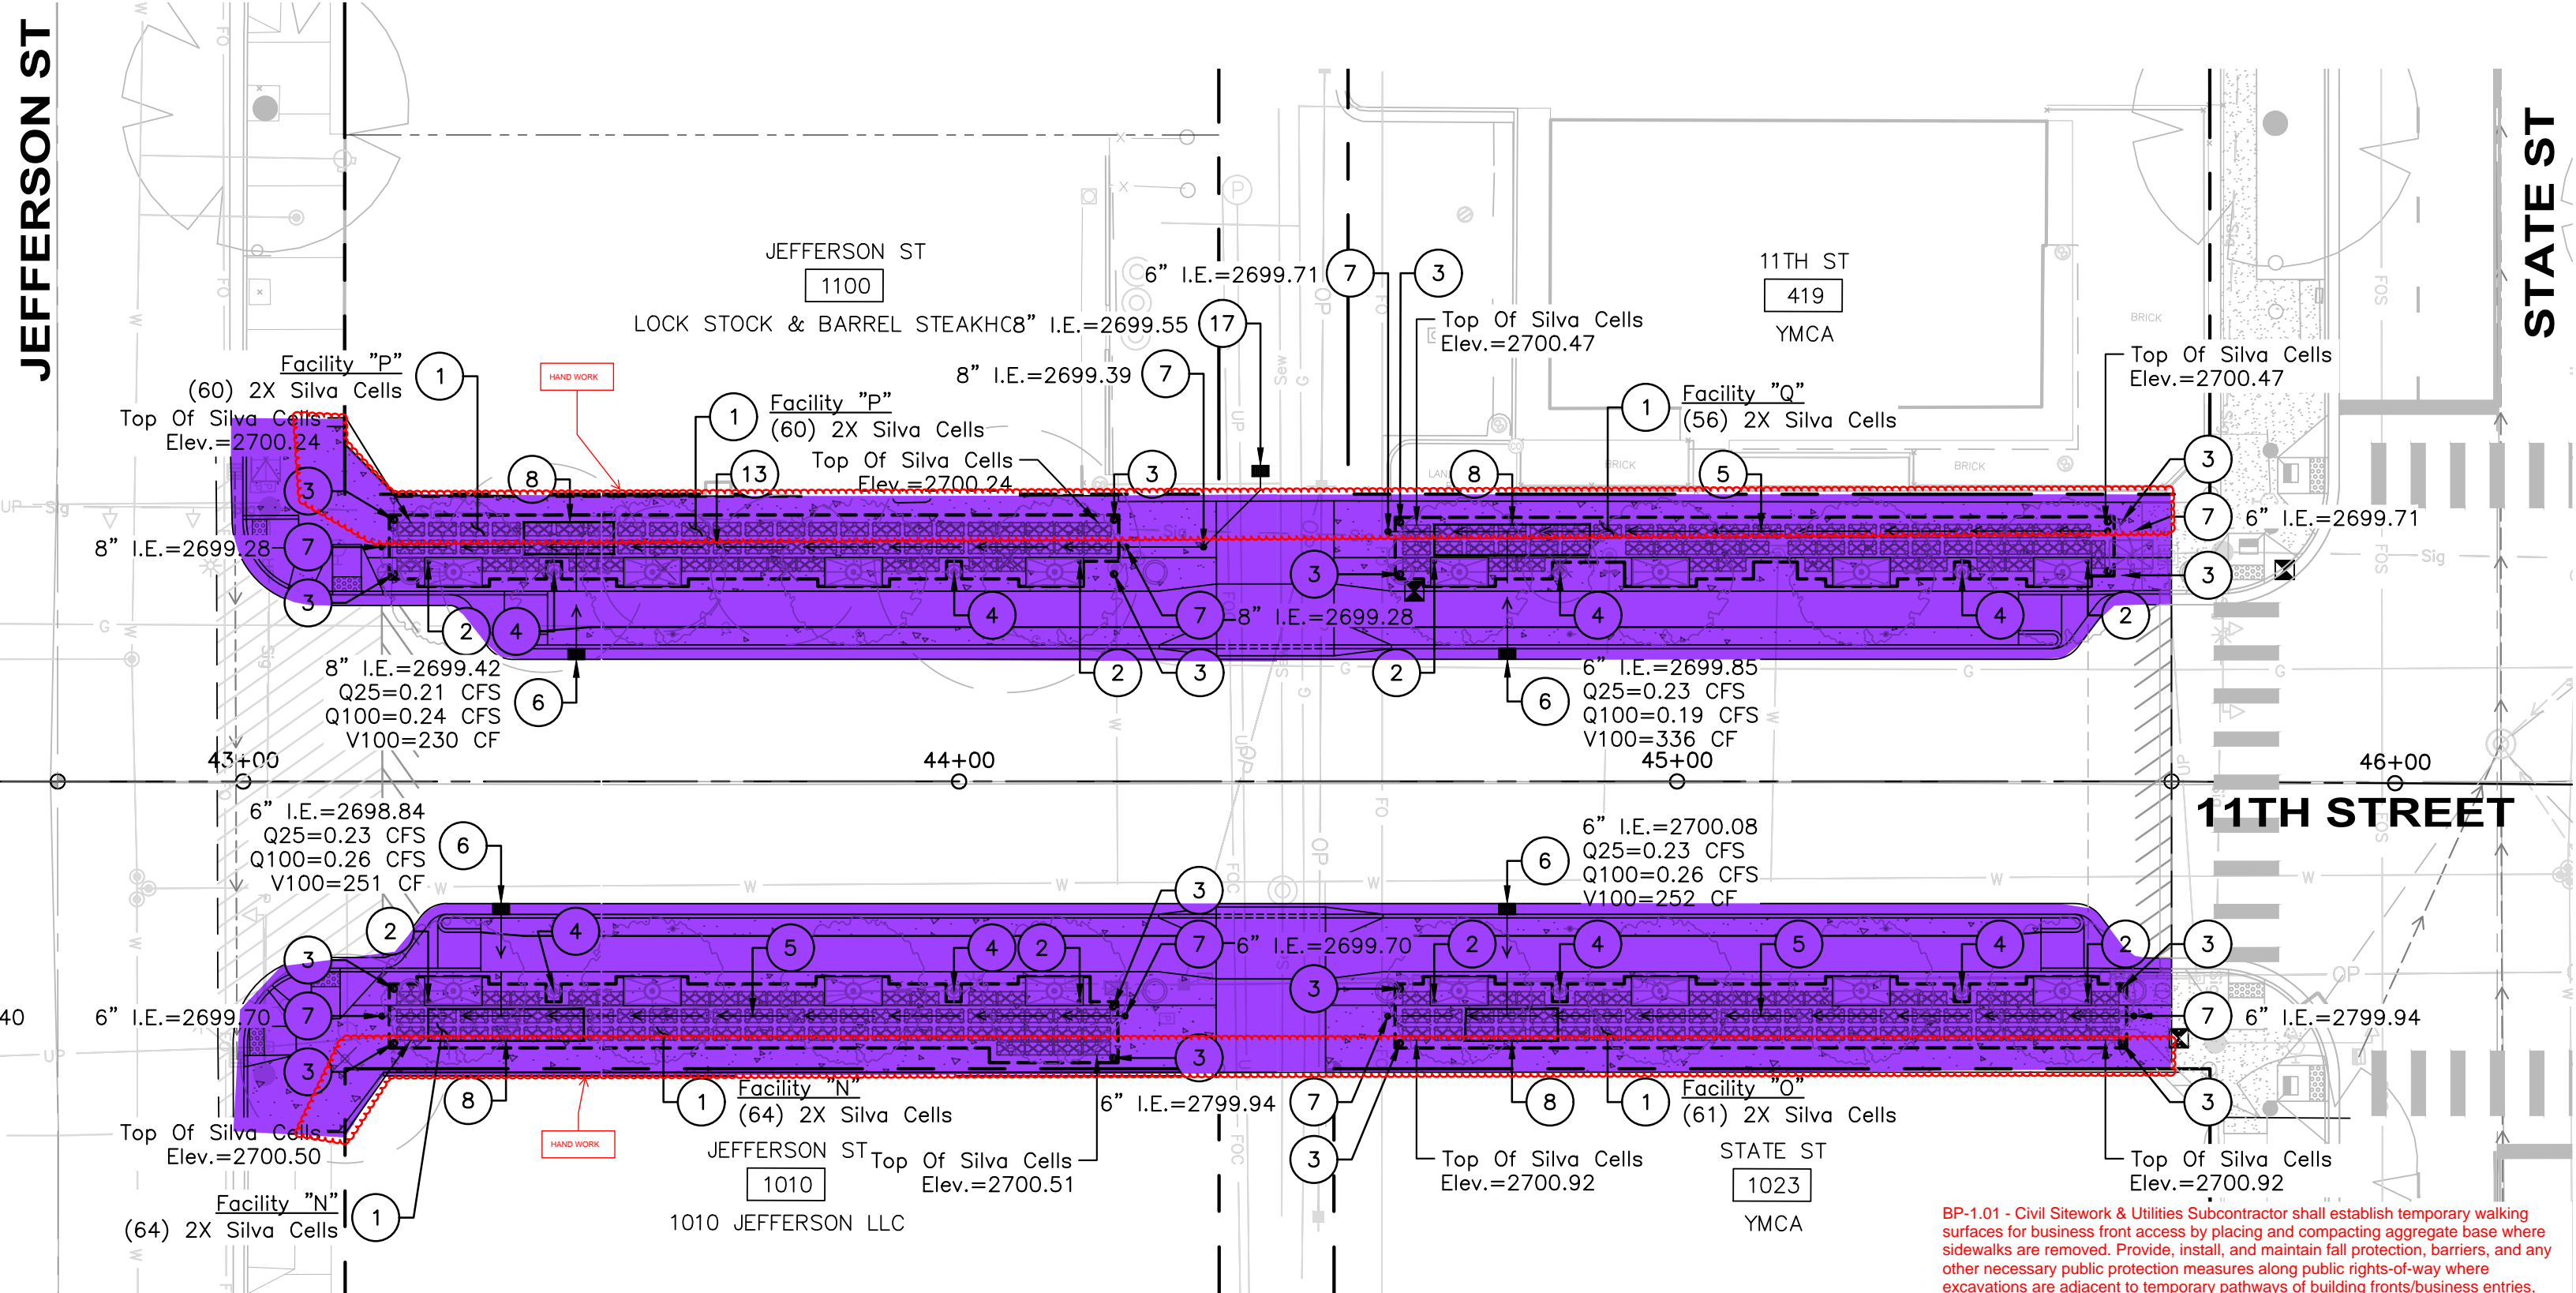 JEFFERSON ST
STATE ST
JEFFERSON ST
1100
LOCK STOCK & BARREL STEAKHO
8" I.E.=2699.55
17
6" I.E.=2699.71
7
3
11TH ST
419
YMCA
8" I.E.=2699.39
7
Top Of Silva Cells
Elev.=2700.47
Top Of Silva Cells
Elev.=2700.47
Facility "P"
(60) 2X Silva Cells
1
Top Of Silva Cells
Elev.=2700.24
HAND WORK
1
Facility "P"
(60) 2X Silva Cells
Top Of Silva Cells
Elev.=2700.24
1
Facility "Q"
(56) 2X Silva Cells
BRICK
BRICK
BRICK
3
8
13
3
8
5
3
7
6" I.E.=2699.71
8" I.E.=2699.28
7
3
3
3
2
4
4
7
8" I.E.=2699.28
4
4
2
8" I.E.=2699.42
Q25=0.21 CFS
Q100=0.24 CFS
V100=230 CF
6
2
3
2
6
6" I.E.=2699.85
Q25=0.23 CFS
Q100=0.19 CFS
V100=336 CF
43+00
44+00
45+00
46+00
11TH STREET
6" I.E.=2698.84
Q25=0.23 CFS
Q100=0.26 CFS
V100=251 CF
6
6
6" I.E.=2700.08
Q25=0.23 CFS
Q100=0.26 CFS
V100=252 CF
3
2
4
5
4
2
7
6" I.E.=2699.70
2
4
5
4
2
3
3
3
40
6" I.E.=2699.70
7
7
6" I.E.=2799.94
3
3
8
1
Facility "N"
(64) 2X Silva Cells
6" I.E.=2799.94
7
8
1
Facility "O"
(61) 2X Silva Cells
3
Top Of Silva Cells
Elev.=2700.50
HAND WORK
JEFFERSON ST
1010
1010 JEFFERSON LLC
Top Of Silva Cells
Elev.=2700.51
3
Top Of Silva Cells
Elev.=2700.92
STATE ST
1023
YMCA
Top Of Silva Cells
Elev.=2700.92
Facility "N"
(64) 2X Silva Cells
1
BP-1.01 - Civil Sitework & Utilities Subcontractor shall establish temporary walking
surfaces for business front access by placing and compacting aggregate base where
sidewalks are removed. Provide, install, and maintain fall protection, barriers, and any
other necessary public protection measures along public rights-of-way where
excavations are adjacent to temporary pathways of building fronts/business entries.